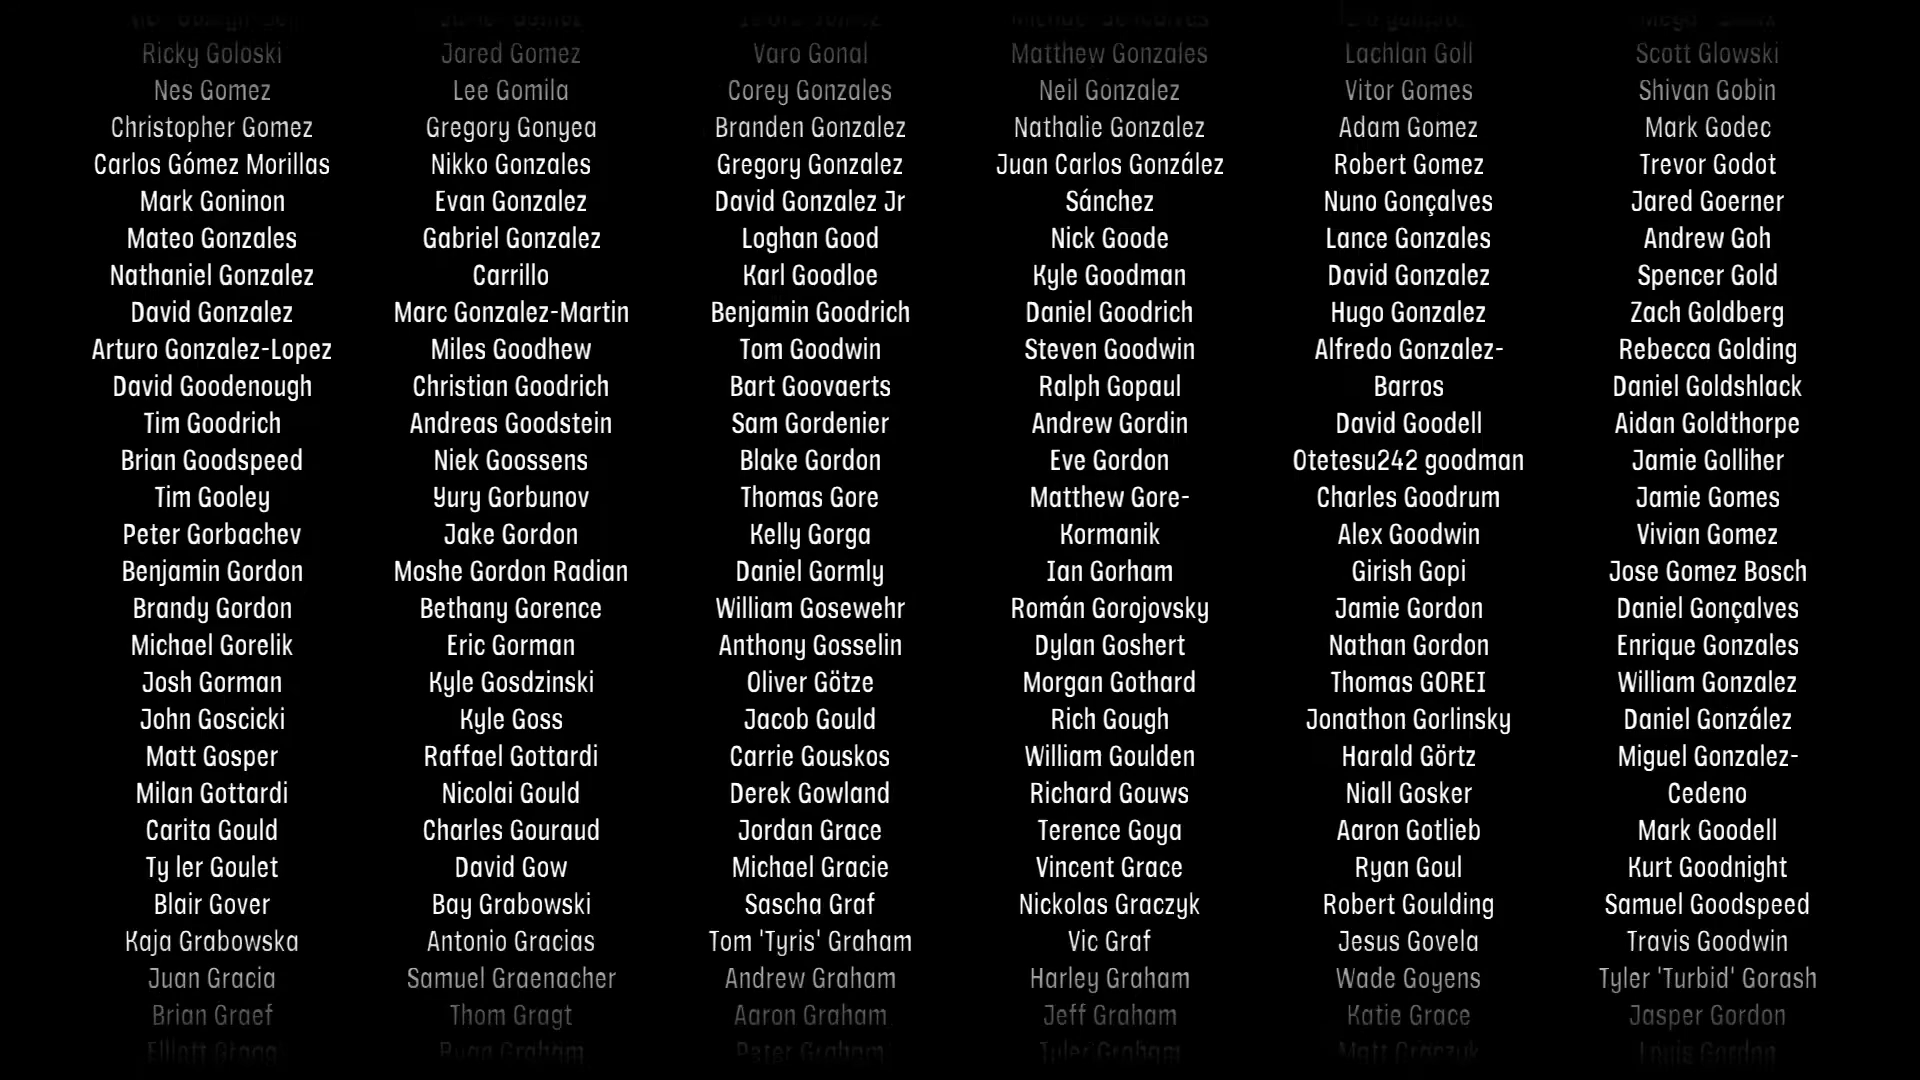 Ricky Goloski
Nes Gomez
Christopher Gomez
Carlos Gómez Morillas
Mark Goninon
Mateo Gonzales
Nathaniel Gonzalez
David Gonzalez
Arturo Gonzalez-Lopez
David Goodenough
Tim Goodrich
Brian Goodspeed
Tim Gooley
Peter Gorbachev
Benjamin Gordon
Brandy Gordon
Michael Gorelik
Josh Gorman
John Goscicki
Matt Gosper
Milan Gottardi
Carita Gould
Ty ler Goulet
Blair Gover
Kaja Grabowska
Juan Gracia
Brian Graef
Jared Gomez
Lee Gomila
Gregory Gonyea
Nikko Gonzales
Evan Gonzalez
Gabriel Gonzalez
Carrillo
Marc Gonzalez-Martin
Miles Goodhew
Christian Goodrich
Andreas Goodstein
Niek Goossens
Yury Gorbunov
Jake Gordon
Moshe Gordon Radian
Bethany Gorence
Eric Gorman
Kyle Gosdzinski
Kyle Goss
Raffael Gottardi
Nicolai Gould
Charles Gouraud
David Gow
Bay Grabowski
Antonio Gracias
Samuel Graenacher
Thom Gragt
Ryan Graham
Varo Gonal
Corey Gonzales
Branden Gonzalez
Gregory Gonzalez
David Gonzalez Jr
Loghan Good
Karl Goodloe
Benjamin Goodrich
Tom Goodwin
Bart Goovaerts
Sam Gordenier
Blake Gordon
Thomas Gore
Kelly Gorga
Daniel Gormly
William Gosewehr
Anthony Gosselin
Oliver Götze
Jacob Gould
Carrie Gouskos
Derek Gowland
Jordan Grace
Michael Gracie
Sascha Graf
Tom 'Tyris' Graham
Andrew Graham
Aaron Graham
Peter Graham
Matthew Gonzales
Neil Gonzalez
Nathalie Gonzalez
Juan Carlos González
Sánchez
Nick Goode
Kyle Goodman
Daniel Goodrich
Steven Goodwin
Ralph Gopaul
Andrew Gordin
Eve Gordon
Matthew Gore-
Kormanik
Ian Gorham
Román Gorojovsky
Dylan Goshert
Morgan Gothard
Rich Gough
William Goulden
Richard Gouws
Terence Goya
Vincent Grace
Nickolas Graczyk
Vic Graf
Harley Graham
Jeff Graham
Tyler Graham
Lachlan Goll
Vitor Gomes
Adam Gomez
Robert Gomez
Nuno Gonçalves
Lance Gonzales
David Gonzalez
Hugo Gonzalez
Alfredo Gonzalez-
Barros
David Goodell
Otetesu242 goodman
Charles Goodrum
Alex Goodwin
Girish Gopi
Jamie Gordon
Nathan Gordon
Thomas GOREI
Jonathon Gorlinsky
Harald Görtz
Niall Gosker
Aaron Gotlieb
Ryan Goul
Robert Goulding
Jesus Govela
Wade Goyens
Katie Grace
Matt Graczyk
Scott Glowski
Shivan Gobin
Mark Godec
Trevor Godot
Jared Goerner
Andrew Goh
Spencer Gold
Zach Goldberg
Rebecca Golding
Daniel Goldshlack
Aidan Goldthorpe
Jamie Golliher
Jamie Gomes
Vivian Gomez
Jose Gomez Bosch
Daniel Gonçalves
Enrique Gonzales
William Gonzalez
Daniel González
Miguel Gonzalez-
Cedeno
Mark Goodell
Kurt Goodnight
Samuel Goodspeed
Travis Goodwin
Tyler 'Turbid' Gorash
Jasper Gordon
Louis Gordon